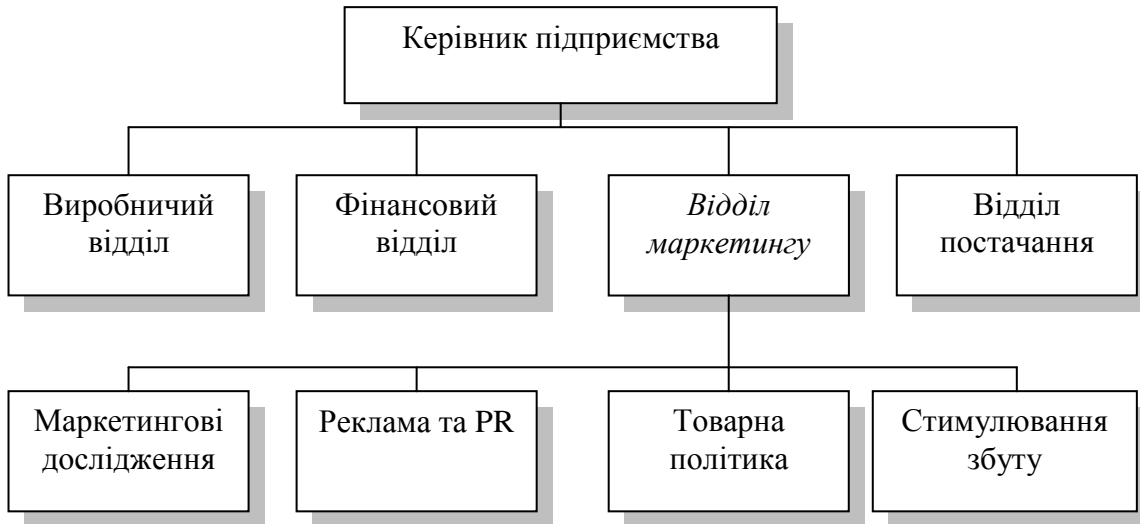 Керівник підприємства
Виробничий
відділ
Фінансовий
відділ
Відділ
маркетингу
Відділ
постачання
Маркетингові
дослідження
Реклама та PR
Товарна
політика
Стимулювання
збуту